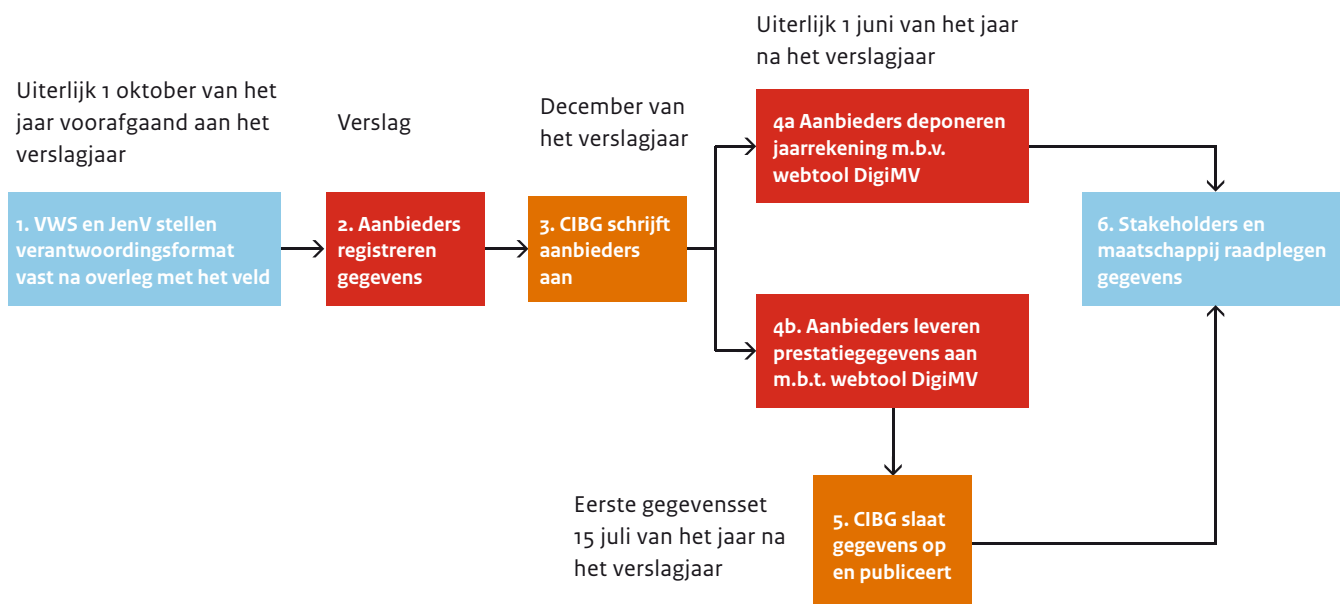 Uiterlijk 1 oktober van het
jaar voorafgaand aan het
verslagjaar
1. VWS en JenV stellen
verantwoordingsformat
vast na overleg met het veld
Verslag
2. Aanbieders
registreren
gegevens
December van
het verslagjaar
3. CIBG schrijft
aanbieders
aan
Uiterlijk 1 juni van het jaar
na het verslagjaar
4a Aanbieders deponeren
jaarrekening m.b.v.
webtool DigiMV
4b. Aanbieders leveren
prestatiegegevens aan
m.b.t. webtool DigiMV
Eerste gegevensset
15 juli van het jaar na
het verslagjaar
5. CIBG slaat
gegevens op
en publiceert
6. Stakeholders en
maatschappij raadplegen
gegevens